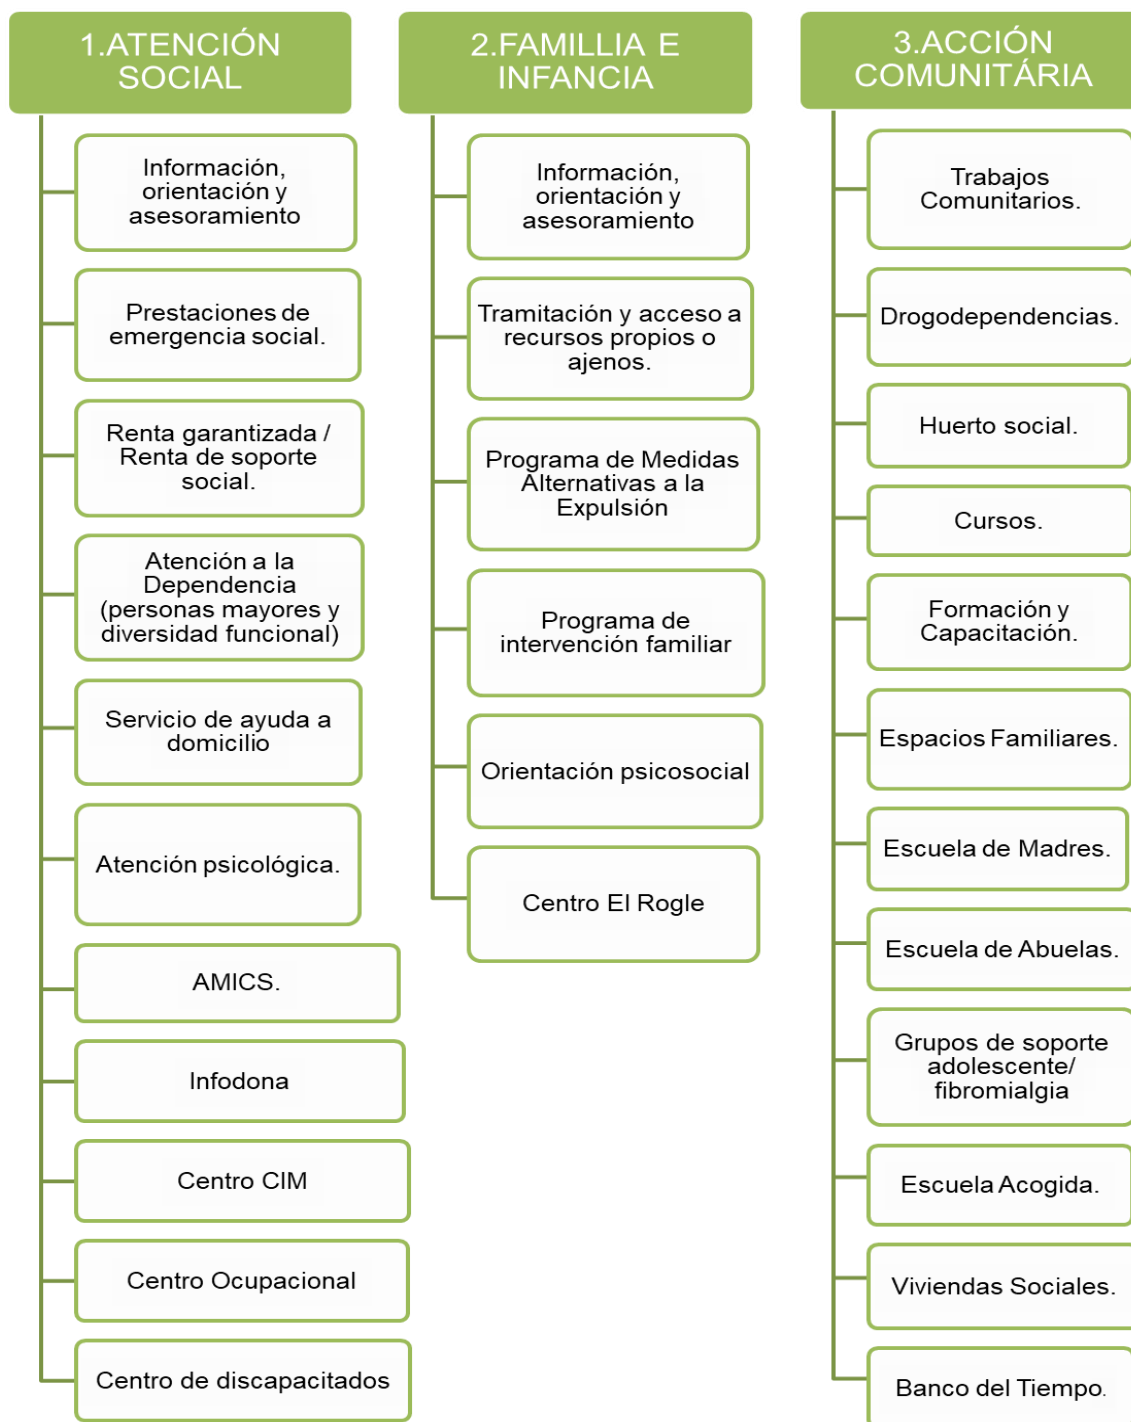 1.ATENCIÓN
SOCIAL
Información,
orientación y
asesoramiento
Prestaciones de
emergencia social.
Renta garantizada /
Renta de soporte
social.
Atención a la
Dependencia
(personas mayores y
diversidad funcional)
Servicio de ayuda a
domicilio
Atención psicológica.
AMICS.
Infodona
Centro CIM
Centro Ocupacional
Centro de discapacitados
2.FAMILLIA E
INFANCIA
Información,
orientación y
asesoramiento
Tramitación y acceso a
recursos propios o
ajenos.
Programa de Medidas
Alternativas a la
Expulsión
Programa de
intervención familiar
Orientación psicosocial
Centro El Rogle
3.ACCIÓN
COMUNITÁRIA
Trabajos
Comunitarios.
Drogodependencias.
Huerto social.
Cursos.
Formación y
Capacitación.
Espacios Familiares.
Escuela de Madres.
Escuela de Abuelas.
Grupos de soporte
adolescente/
fibromialgia
Escuela Acogida.
Viviendas Sociales.
Banco del Tiempo.